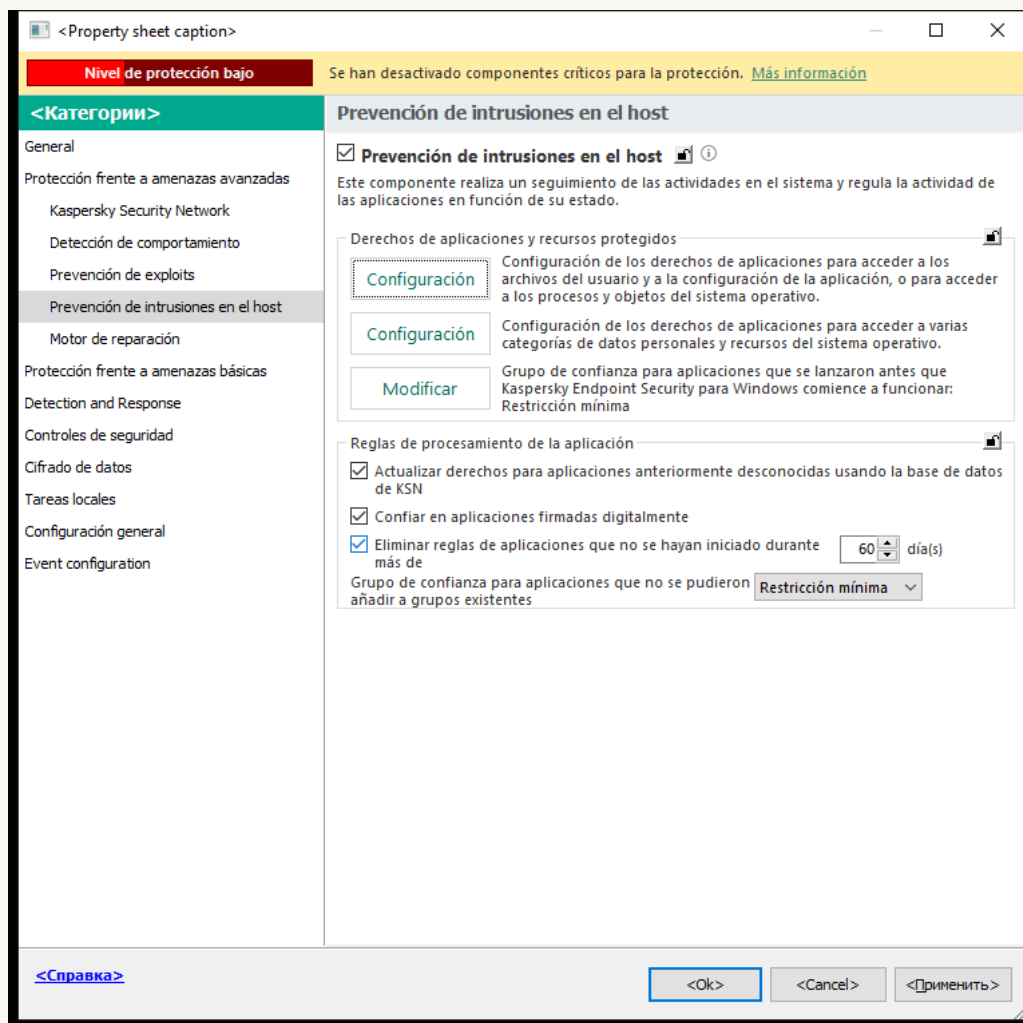 <Property sheet caption>
Nivel de protección bajo
Se han desactivado componentes críticos para la protección. Más información
<Категории>
General
Protección frente a amenazas avanzadas
Kaspersky Security Network
Detección de comportamiento
Prevención de exploits
Prevención de intrusiones en el host
Motor de reparación
Protección frente a amenazas básicas
Detection and Response
Controles de seguridad
Cifrado de datos
Tareas locales
Configuración general
Event configuration
Prevención de intrusiones en el host
Prevención de intrusiones en el host
Este componente realiza un seguimiento de las actividades en el sistema y regula la actividad de
las aplicaciones en función de su estado.
Derechos de aplicaciones y recursos protegidos
Configuración
Configuración de los derechos de aplicaciones para acceder a los
archivos del usuario y a la configuración de la aplicación, o para acceder
a los procesos y objetos del sistema operativo.
Configuración
Configuración de los derechos de aplicaciones para acceder a varias
categorías de datos personales y recursos del sistema operativo.
Modificar
Grupo de confianza para aplicaciones que se lanzaron antes que
Kaspersky Endpoint Security para Windows comience a funcionar:
Restricción mínima
Reglas de procesamiento de la aplicación
Actualizar derechos para aplicaciones anteriormente desconocidas usando la base de datos
de KSN
Confiar en aplicaciones firmadas digitalmente
Eliminar reglas de aplicaciones que no se hayan iniciado durante
más de
60 día(s)
Grupo de confianza para aplicaciones que no se pudieron
añadir a grupos existentes
Restricción mínima
<Справка>
<Ok>
<Cancel>
<Применить>